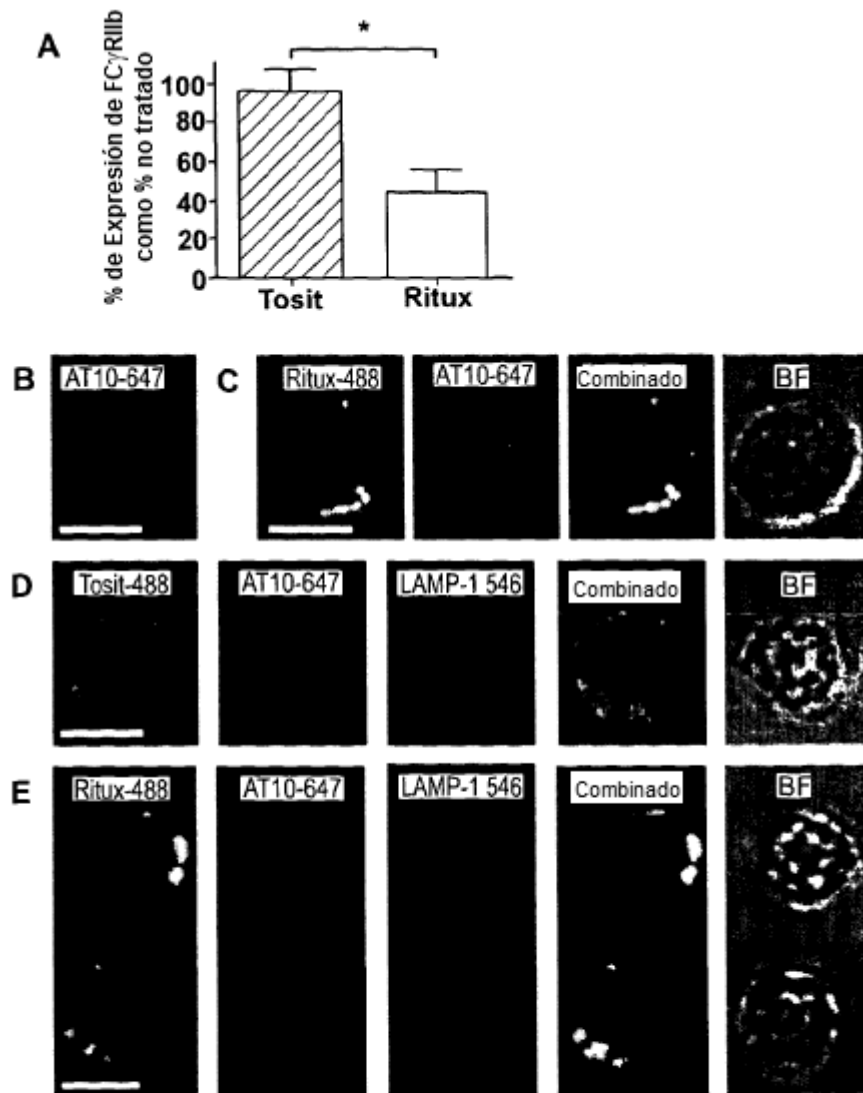 A
*
% de Expresión de FCγRIIb
como % no tratado
100
80
60
40
20
0
Tosit
Ritux
B
AT10-647
C
Ritux-488
AT10-647
Combinado
BF
D
Tosit-488
AT10-647
LAMP-1 546
Combinado
BF
E
Ritux-488
AT10-647
LAMP-1 546
Combinado
BF